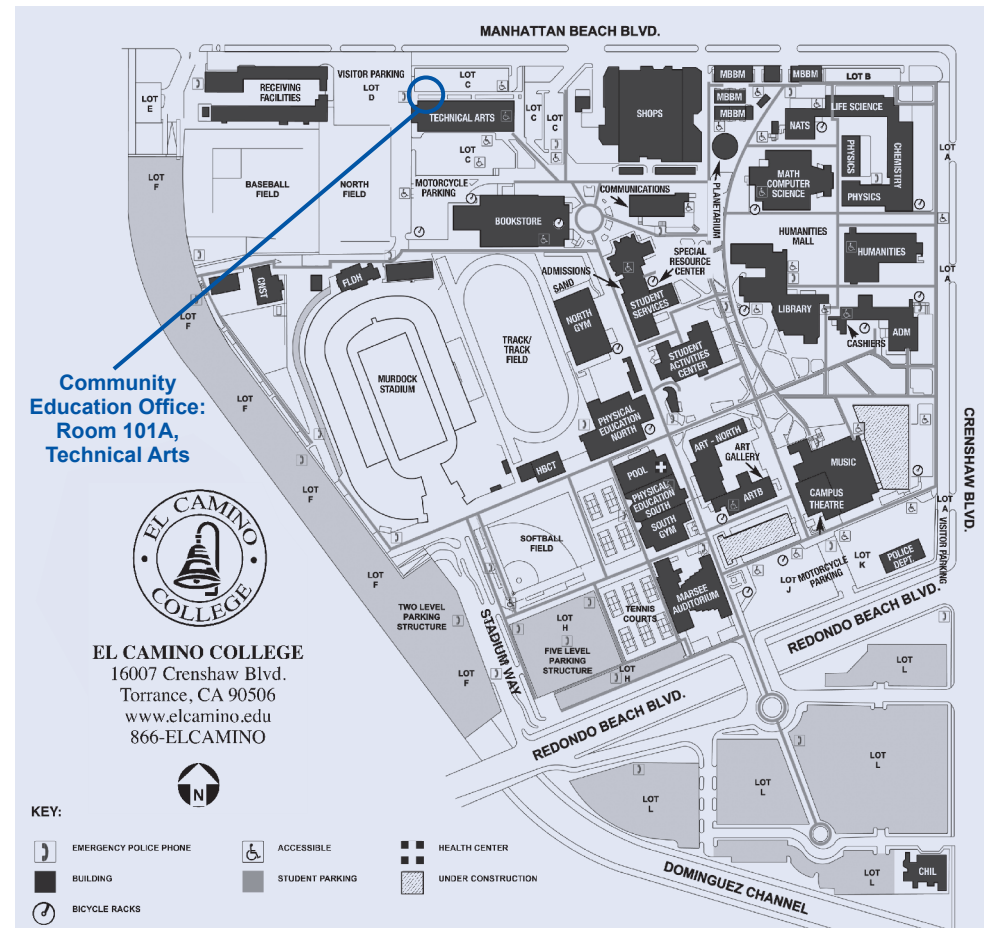 MANHATTAN BEACH BLVD.
VISITOR PARKING
LOT
E
RECEIVING
FACILITIES
LOT
D
LOT
C
TECHNICAL ARTS
LOT
C
LOT
C
LOT
C
SHOPS
MBBM
MBBM
LOT B
MBBM
MBBM
NATS
LIFE SCIENCE
PHYSICS
CHEMISTRY
PHYSICS
LOT
A
LOT
F
BASEBALL
FIELD
NORTH
FIELD
MOTORCYCLE
PARKING
BOOKSTORE
COMMUNICATIONS
PLANETARIUM
MATH
COMPUTER
SCIENCE
HUMANITIES
MALL
HUMANITIES
LOT
A
CNST
FLDH
ADMISSIONS
SPECIAL
RESOURCE
CENTER
SAND
NORTH
GYM
STUDENT
SERVICES
LIBRARY
CASHIERS
ADM
LOT
F
TRACK/
TRACK
FIELD
MURDOCK
STADIUM
STUDENT
ACTIVITIES
CENTER
Community
Education Office:
Room 101A,
Technical Arts
LOT
F
PHYSICAL
EDUCATION
NORTH
ART - NORTH
ART
GALLERY
ARTB
MUSIC
CAMPUS
THEATRE
CRENSHAW BLVD.
HBCT
POOL
PHYSICAL
EDUCATION
SOUTH
SOUTH
GYM
LOT
F
LOT
A
VISITOR PARKING
SOFTBALL
FIELD
LOT
F
MARSEE
AUDITORIUM
LOT
J
MOTORCYCLE
PARKING
LOT
K
POLICE
DEPT
TWO LEVEL
PARKING
STRUCTURE
STADIUM WAY
LOT
H
FIVE LEVEL
PARKING
STRUCTURE
TENNIS
COURTS
LOT
H
REDONDO BEACH BLVD.
LOT
F
LOT
L
REDONDO BEACH BLVD.
EL CAMINO
COLLEGE
EL CAMINO COLLEGE
16007 Crenshaw Blvd.
Torrance, CA 90506
www.elcamino.edu
866-ELCAMINO
N
LOT
L
LOT
L
LOT
L
LOT
L
CHIL
DOMINGUEZ CHANNEL
KEY:
EMERGENCY POLICE PHONE
ACCESSIBLE
HEALTH CENTER
BUILDING
STUDENT PARKING
UNDER CONSTRUCTION
BICYCLE RACKS